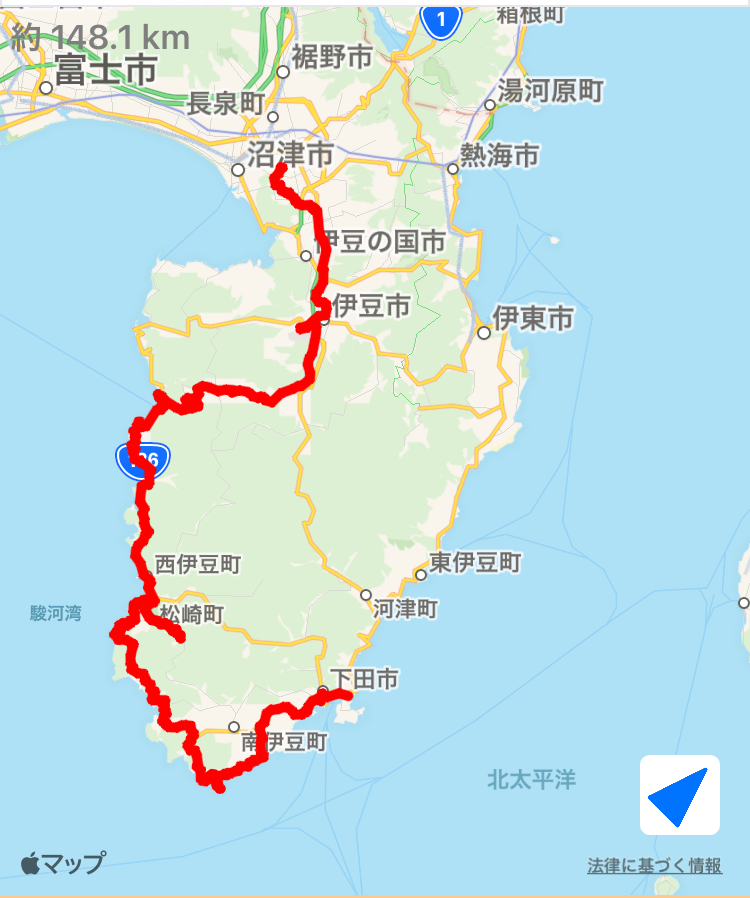 箱根町
1
約 148.1 km
裾野市
富士市
湯河原町
長泉町
沼津市
熱海市
伊豆の国市
伊豆市
伊東市
西伊豆町
東伊豆町
松崎町
河津町
駿河湾
下田市
南伊豆町
北太平洋
マップ
法律に基づく情報